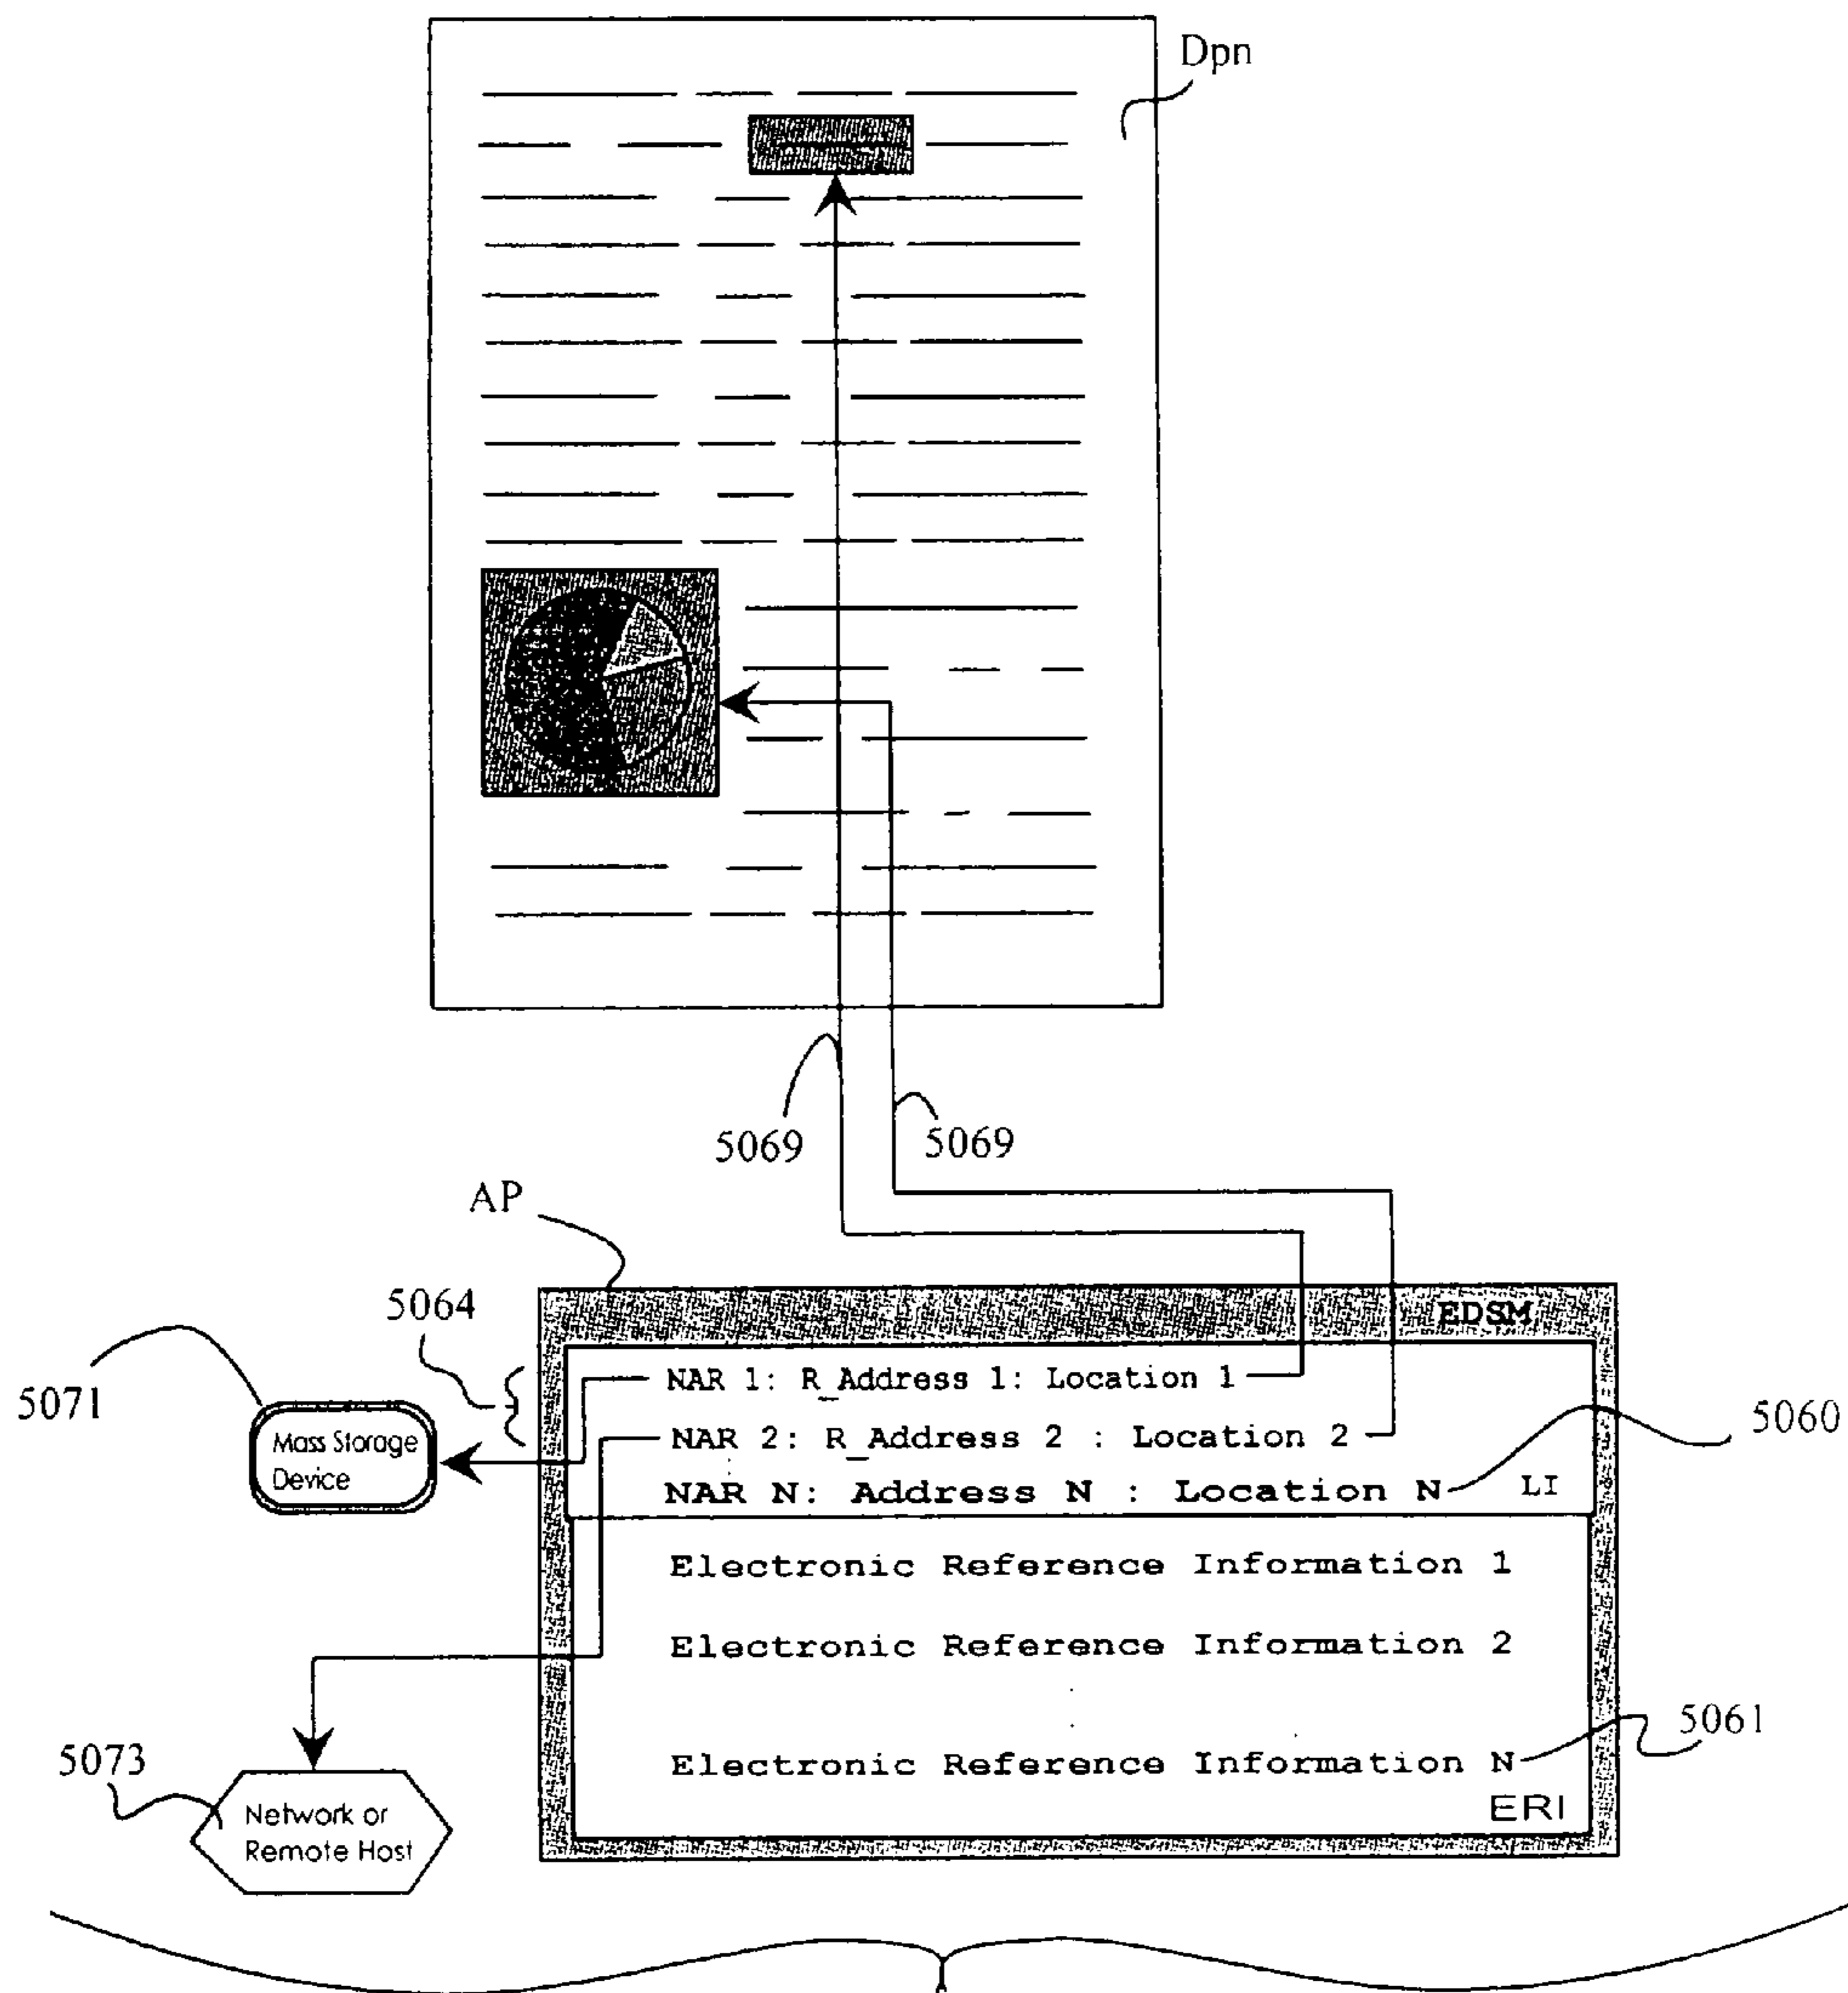 Dpn
5069
5069
AP
5064
EDSM
5071
NAR 1: R_Address 1: Location 1
Mass Storage
Device
NAR 2: R_Address 2 : Location 2
5060
NAR N: Address N : Location N
LI
Electronic Reference Information 1
Electronic Reference Information 2
5061
Electronic Reference Information N
ERI
5073
Network or
Remote Host